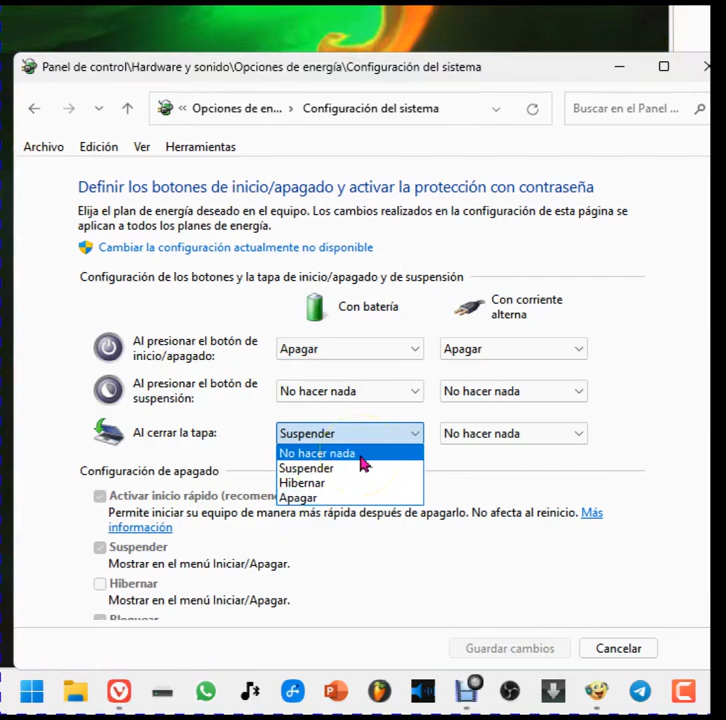 Panel de control\Hardware y sonido\Opciones de energía\Configuración del sistema
« Opciones de en... › Configuración del sistema
Buscar en el Panel ...
Archivo Edición Ver Herramientas
Definir los botones de inicio/apagado y activar la protección con contraseña
Elija el plan de energía deseado en el equipo. Los cambios realizados en la configuración de esta página se
aplican a todos los planes de energía.
Cambiar la configuración actualmente no disponible
Configuración de los botones y la tapa de inicio/apagado y de suspensión
Con batería
Con corriente
alterna
Al presionar el botón de
inicio/apagado:
Apagar
Apagar
Al presionar el botón de
suspensión:
No hacer nada
No hacer nada
Al cerrar la tapa:
Suspender
No hacer nada
No hacer nada
Suspender
Hibernar
Apagar
Configuración de apagado
Activar inicio rápido (recomen
Permite iniciar su equipo de manera más rápida después de apagarlo. No afecta al reinicio. Más
información
Suspender
Mostrar en el menú Iniciar/Apagar.
Hibernar
Mostrar en el menú Iniciar/Apagar.
Bloquear
Guardar cambios
Cancelar